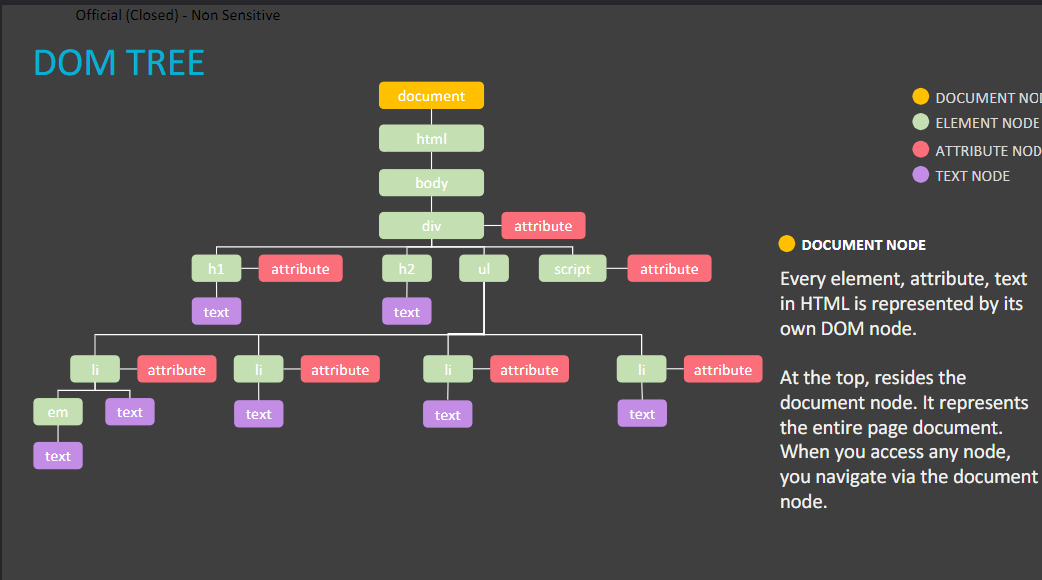 Official (Closed) - Non Sensitive
DOM TREE
document
html
body
div attribute
h1 attribute h2 ul script attribute
text text
li attribute li attribute li attribute li attribute
em text text text text
text
DOCUMENT NOD
ELEMENT NODE
ATTRIBUTE NOD
TEXT NODE
DOCUMENT NODE
Every element, attribute, text
in HTML is represented by its
own DOM node.
At the top, resides the
document node. It represents
the entire page document.
When you access any node,
you navigate via the document
node.